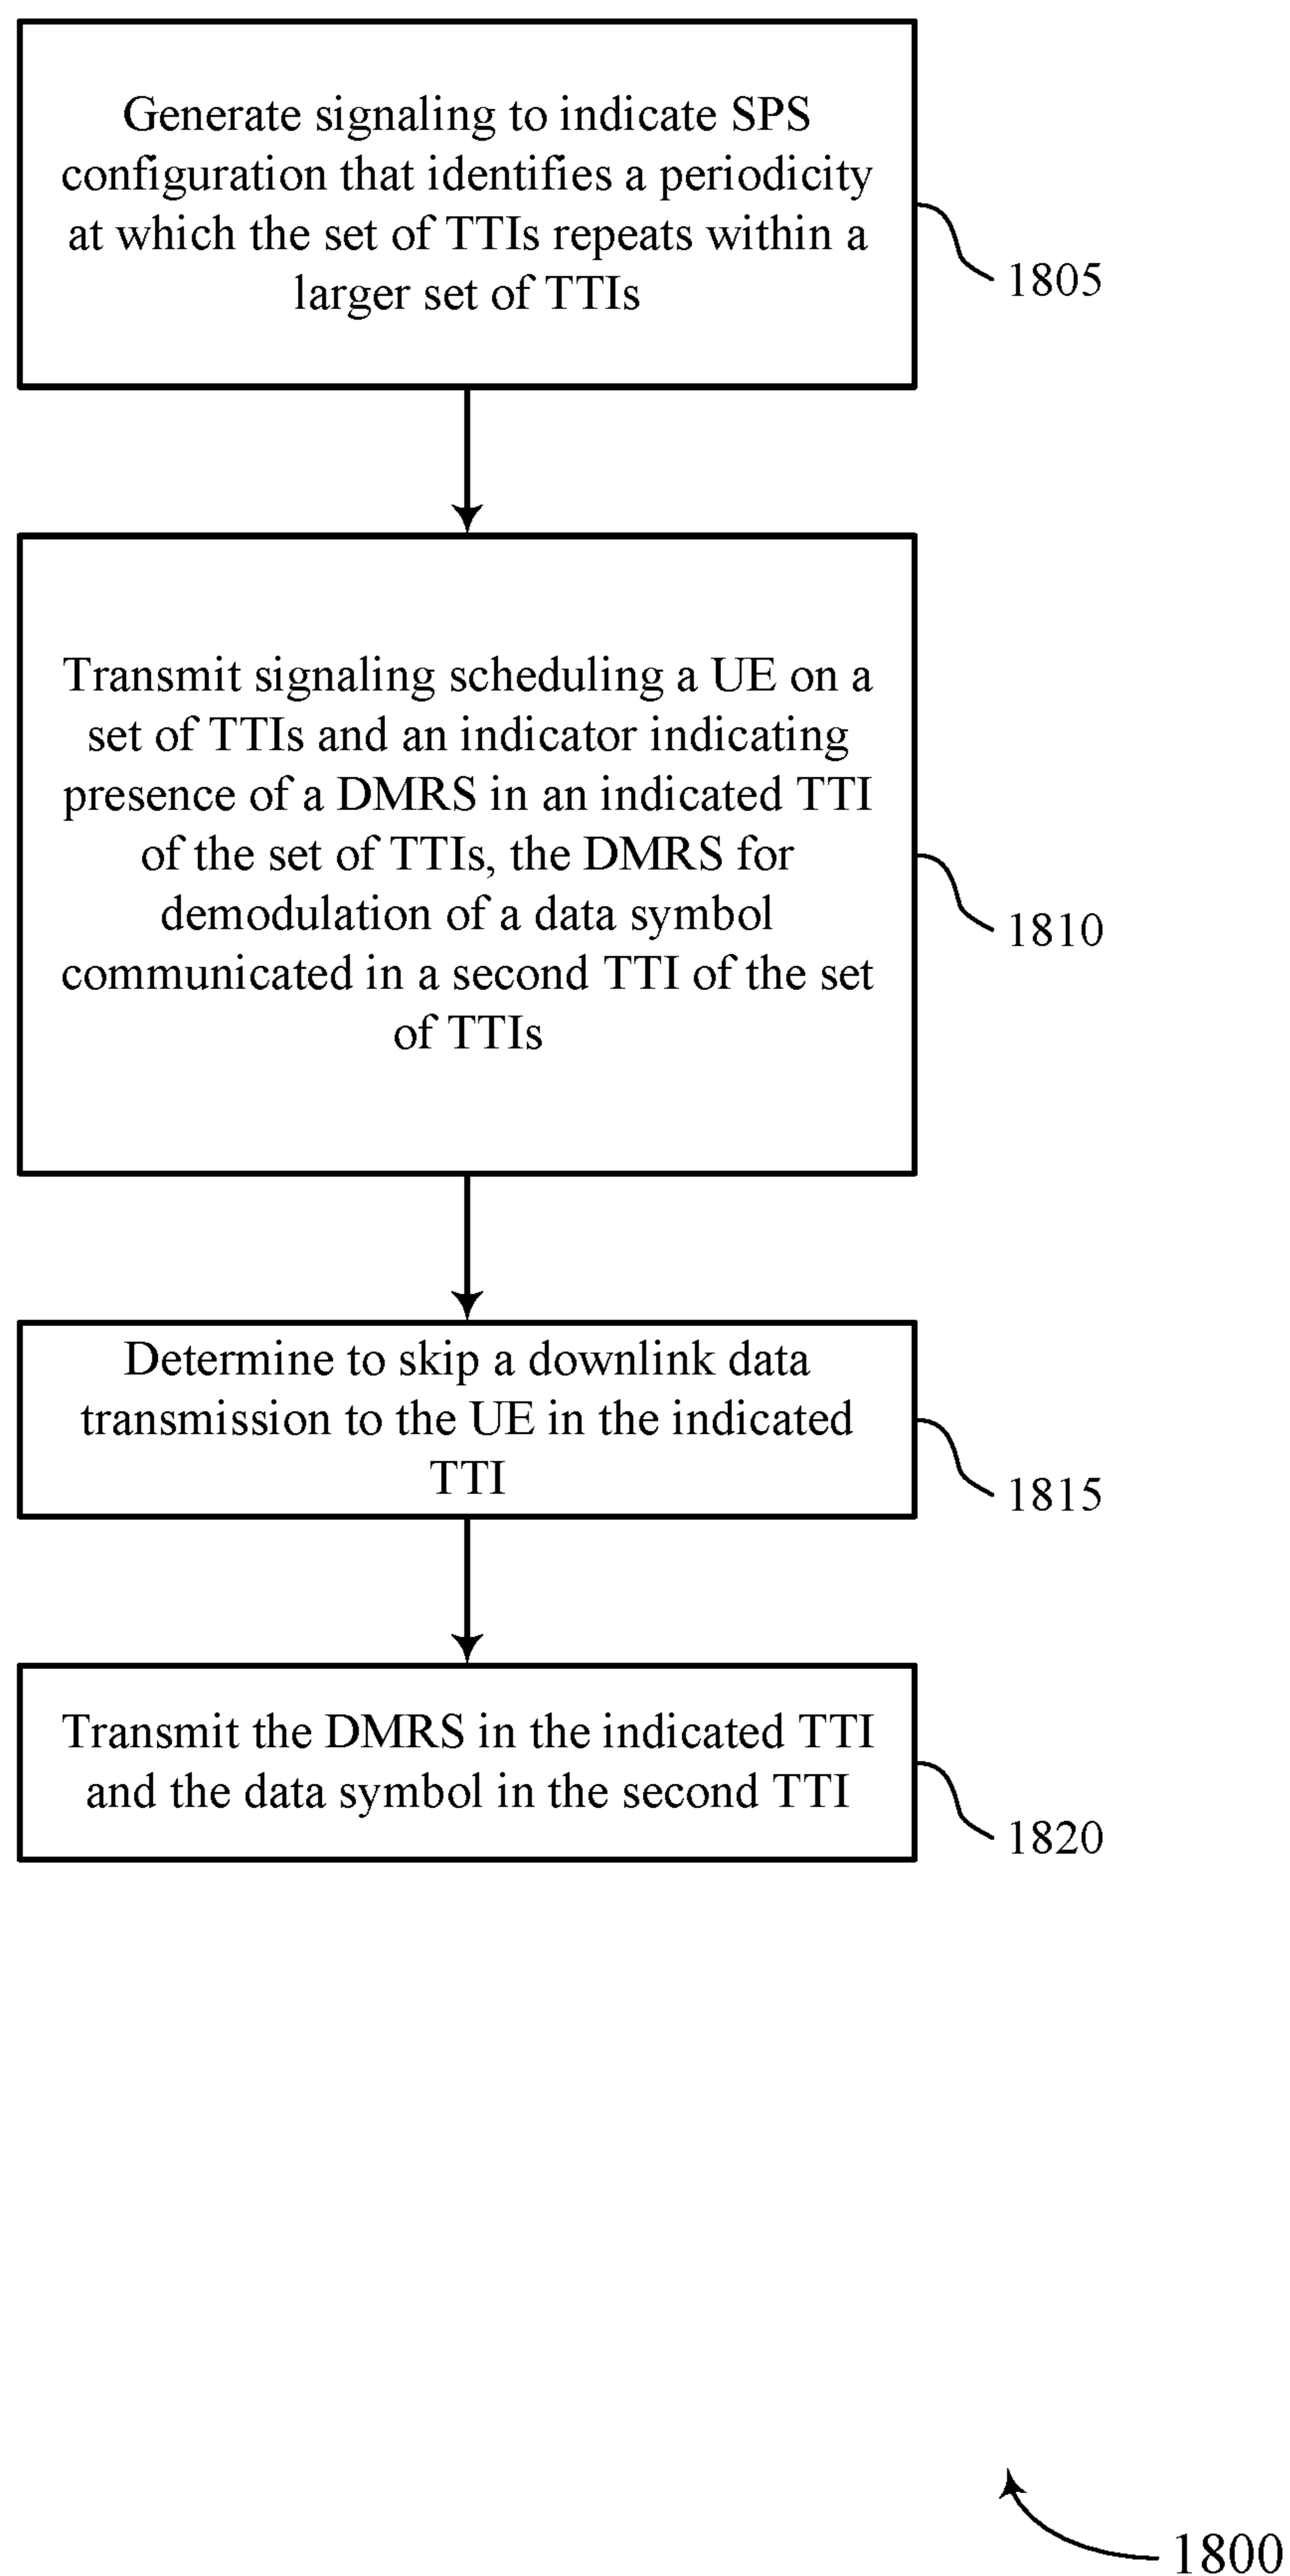 Generate signaling to indicate SPS
configuration that identifies a periodicity
at which the set of TTIs repeats within a
larger set of TTIs
1805
Transmit signaling scheduling a UE on a
set of TTIs and an indicator indicating
presence of a DMRS in an indicated TTI
of the set of TTIs, the DMRS for
demodulation of a data symbol
communicated in a second TTI of the set
of TTIs
1810
Determine to skip a downlink data
transmission to the UE in the indicated
TTI
1815
Transmit the DMRS in the indicated TTI
and the data symbol in the second TTI
1820
1800